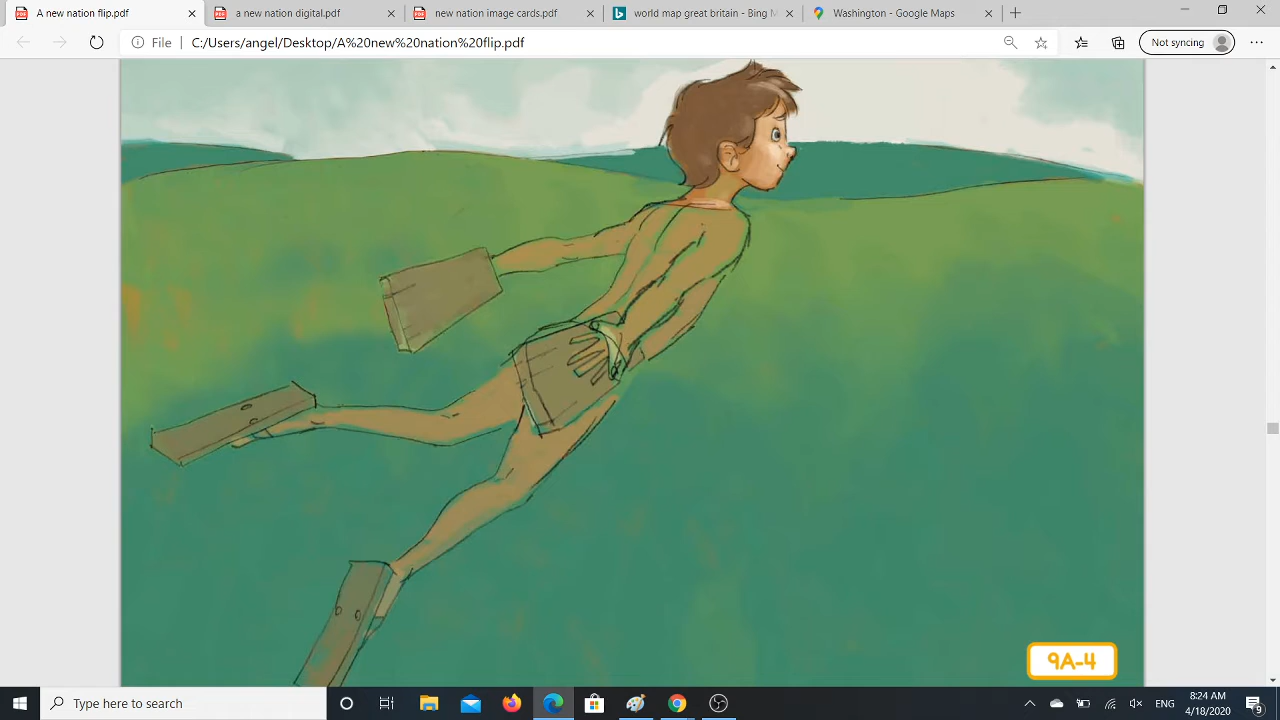 A new nation flip.pdf
a new nation digital.pdf
new nation image cards.pdf
world map great britein - Bing M
Washington - Google Maps
File
C:/Users/angel/Desktop/A%20new%20nation%20flip.pdf
Not syncing
9A-4
Type here to search
ENG
8:24 AM
4/18/2020
9